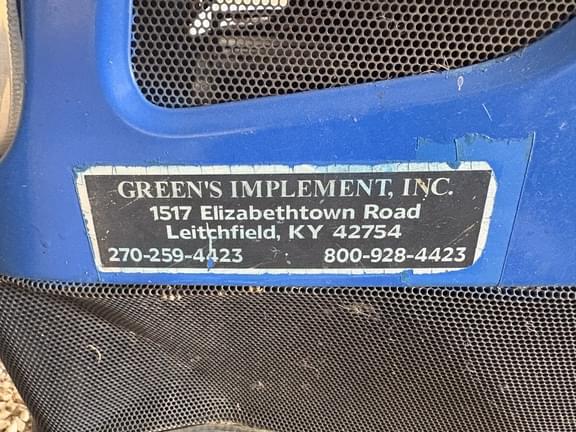 GREEN'S IMPLEMENT, INC.
1517 Elizabethtown Road
Leitchfield, KY 42754
270-259-4423 800-928-4423